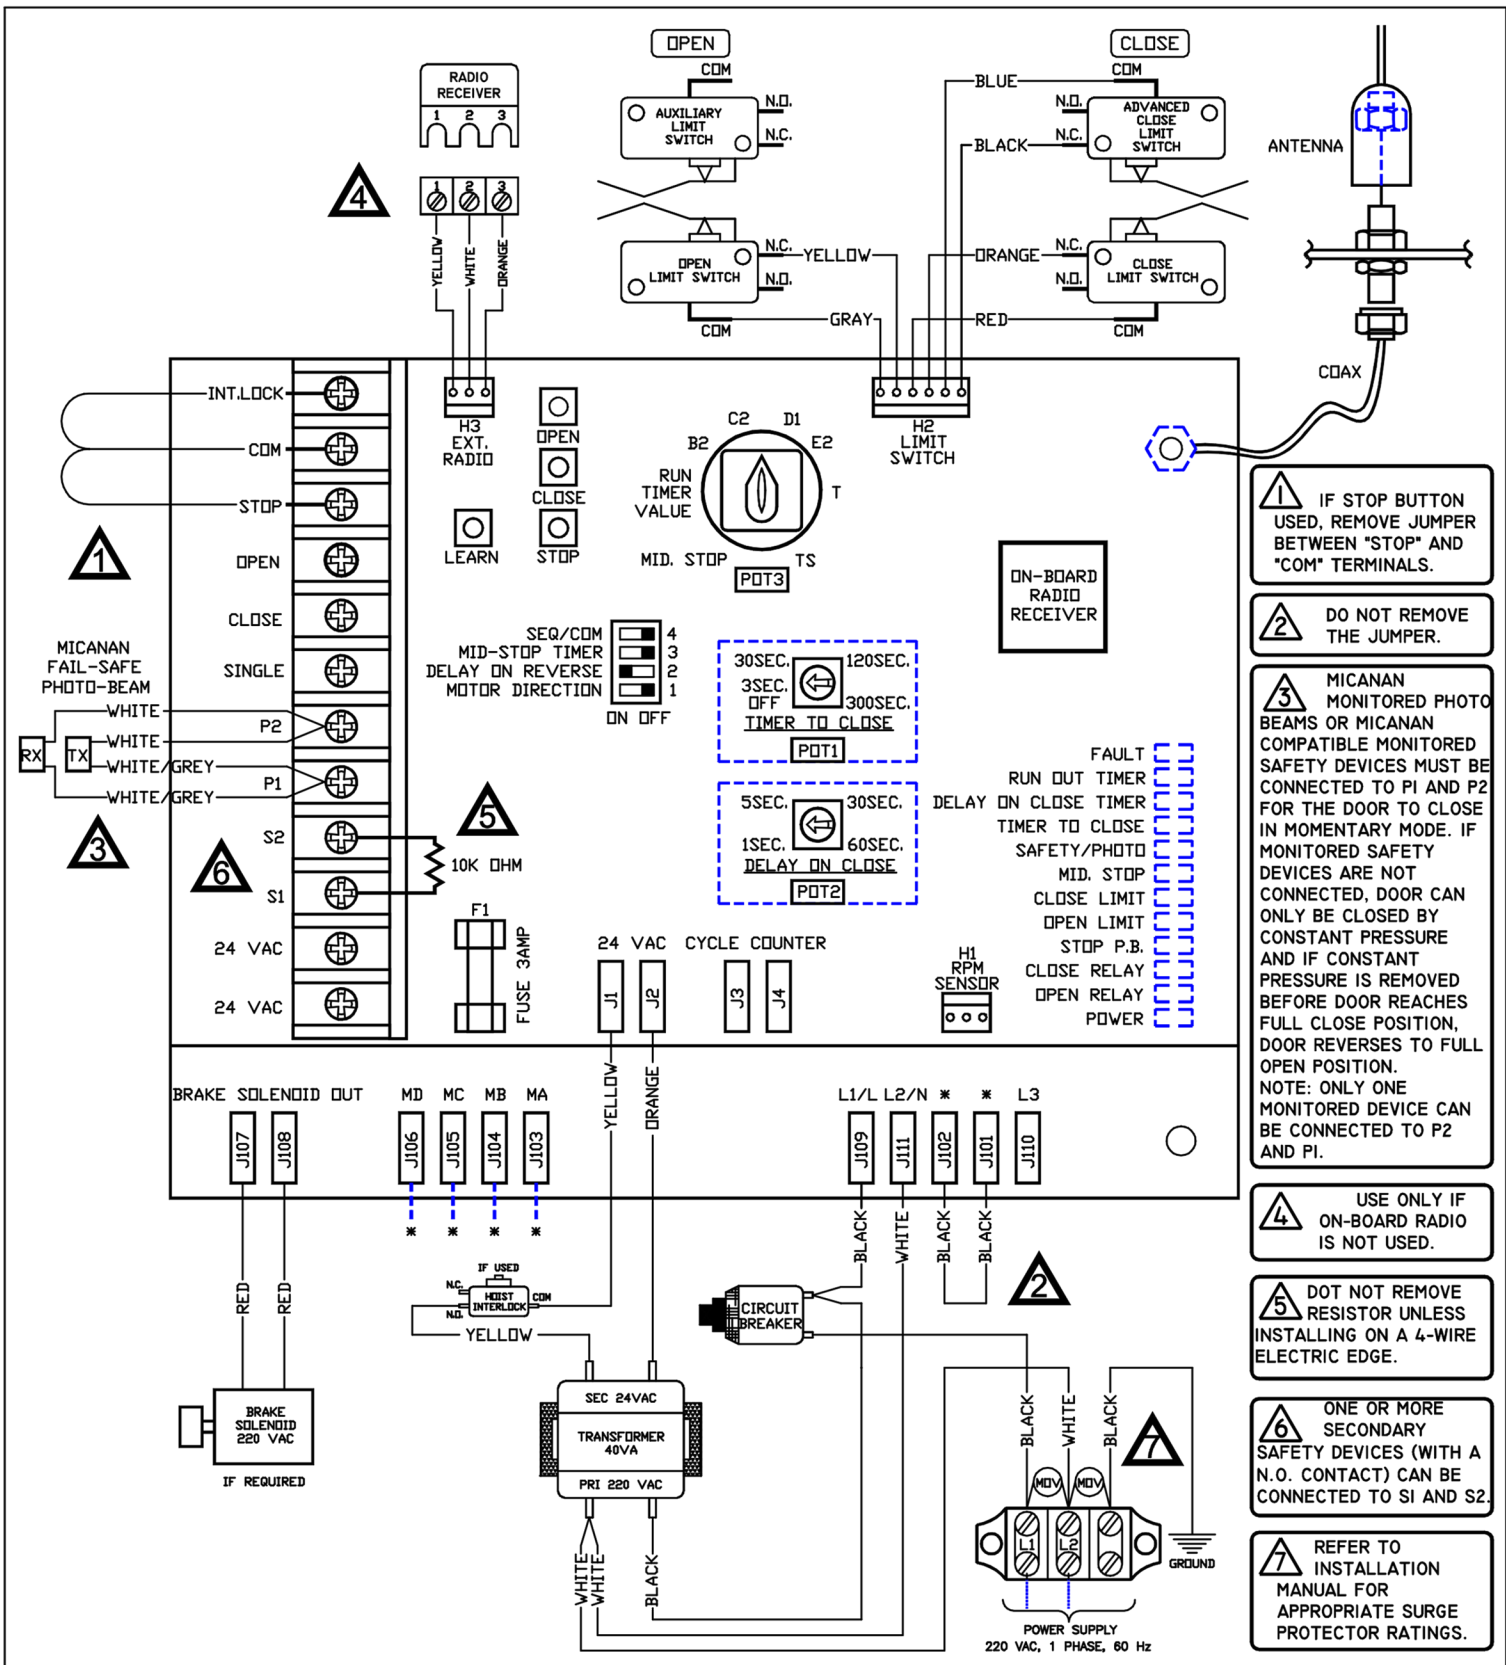 OPEN
CLOSE
RADIO
RECEIVER
1 2 3
1 2 3
4
YELLOW
WHITE
ORANGE
COM
N.O.
N.C.
AUXILIARY
LIMIT
SWITCH
N.C.
N.O.
OPEN
LIMIT SWITCH
COM
YELLOW
GRAY
BLUE
BLACK
ORANGE
RED
COM
N.O.
N.C.
ADVANCED
CLOSE
LIMIT
SWITCH
N.C.
N.O.
CLOSE
LIMIT SWITCH
COM
ANTENNA
COAX
INT.LOCK
COM
STOP
OPEN
CLOSE
SINGLE
P2
P1
S2
S1
24 VAC
24 VAC
1
MICANAN
FAIL-SAFE
PHOTO-BEAM
WHITE
WHITE
WHITE/GREY
WHITE/GREY
RX
TX
3
6
5
10K OHM
H3
EXT.
RADIO
OPEN
CLOSE
STOP
LEARN
B2
C2
D1
E2
T
TS
RUN
TIMER
VALUE
MID. STOP
POT3
H2
LIMIT
SWITCH
ON-BOARD
RADIO
RECEIVER
SEQ/COM 4
MID-STOP TIMER 3
DELAY ON REVERSE 2
MOTOR DIRECTION 1
ON OFF
30SEC.
120SEC.
3SEC.
OFF
300SEC.
TIMER TO CLOSE
POT1
5SEC.
30SEC.
1SEC.
60SEC.
DELAY ON CLOSE
POT2
FAULT
RUN OUT TIMER
DELAY ON CLOSE TIMER
TIMER TO CLOSE
SAFETY/PHOTO
MID. STOP
CLOSE LIMIT
OPEN LIMIT
STOP P.B.
CLOSE RELAY
OPEN RELAY
POWER
F1
FUSE 3AMP
24 VAC
J1
J2
CYCLE COUNTER
J3
J4
H1
RPM
SENSOR
BRAKE SOLENOID OUT
J107
J108
MD MC MB MA
J106
J105
J104
J103
* * * *
YELLOW
ORANGE
L1/L L2/N * * L3
J109
J111
J102
J101
J110
BLACK
WHITE
BLACK
BLACK
2
RED
RED
BRAKE
SOLENOID
220 VAC
IF REQUIRED
IF USED
N.C.
HOIST
INTERLOCK
COM
N.O.
YELLOW
CIRCUIT
BREAKER
SEC 24VAC
TRANSFORMER
40VA
PRI 220 VAC
WHITE
WHITE
BLACK
BLACK
WHITE
BLACK
7
MOV
MOV
L1
L2
GROUND
POWER SUPPLY
220 VAC, 1 PHASE, 60 Hz
1 IF STOP BUTTON
USED, REMOVE JUMPER
BETWEEN "STOP" AND
"COM" TERMINALS.
2 DO NOT REMOVE
THE JUMPER.
MICANAN
3 MONITORED PHOTO
BEAMS OR MICANAN
COMPATIBLE MONITORED
SAFETY DEVICES MUST BE
CONNECTED TO P1 AND P2
FOR THE DOOR TO CLOSE
IN MOMENTARY MODE. IF
MONITORED SAFETY
DEVICES ARE NOT
CONNECTED, DOOR CAN
ONLY BE CLOSED BY
CONSTANT PRESSURE
AND IF CONSTANT
PRESSURE IS REMOVED
BEFORE DOOR REACHES
FULL CLOSE POSITION,
DOOR REVERSES TO FULL
OPEN POSITION.
NOTE: ONLY ONE
MONITORED DEVICE CAN
BE CONNECTED TO P2
AND P1.
4 USE ONLY IF
ON-BOARD RADIO
IS NOT USED.
5 DOT NOT REMOVE
RESISTOR UNLESS
INSTALLING ON A 4-WIRE
ELECTRIC EDGE.
6 ONE OR MORE
SECONDARY
SAFETY DEVICES (WITH A
N.O. CONTACT) CAN BE
CONNECTED TO S1 AND S2.
7 REFER TO
INSTALLATION
MANUAL FOR
APPROPRIATE SURGE
PROTECTOR RATINGS.